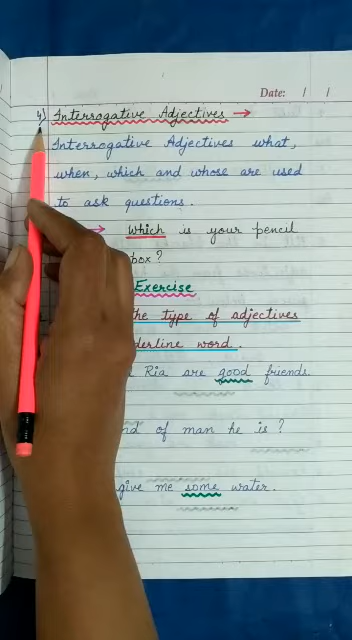 Date: / /
4) Interrogative Adjectives →
Interrogative Adjectives what,
when, which and whose are used
to ask questions.
→ Which is your pencil
box?
Exercise
the type of adjectives
derline word.
Ria are good friends.
nd of man he is?
give me some water.